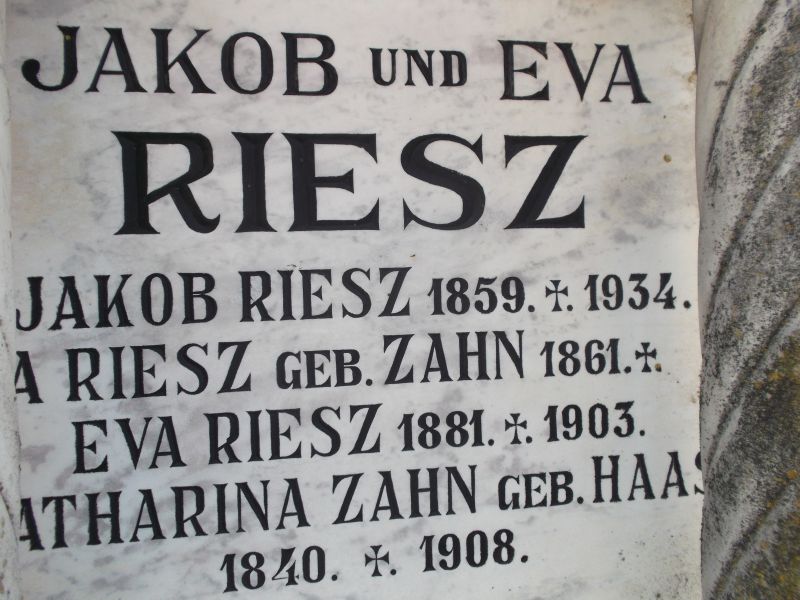 JAKOB UND EVA
RIESZ
JAKOB RIESZ 1859. ✝. 1934.
A RIESZ GEB. ZAHN 1861. ✝.
EVA RIESZ 1881. ✝. 1903.
ATHARINA ZAHN GEB. HAAS
1840. ✝. 1908.